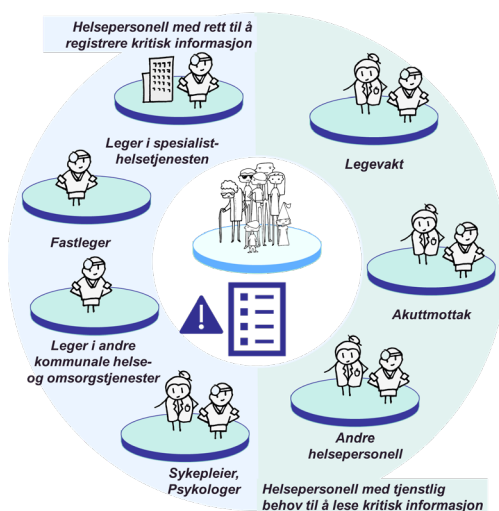 Helsepersonell med rett til å
registrere kritisk informasjon
Leger i spesialist-
helsetjenesten
Fastleger
Leger i andre
kommunale helse-
og omsorgstjenester
Sykepleier,
Psykologer
Legevakt
Akuttmottak
Andre
helsepersonell
Helsepersonell med tjenstlig
behov til å lese kritisk informasjon